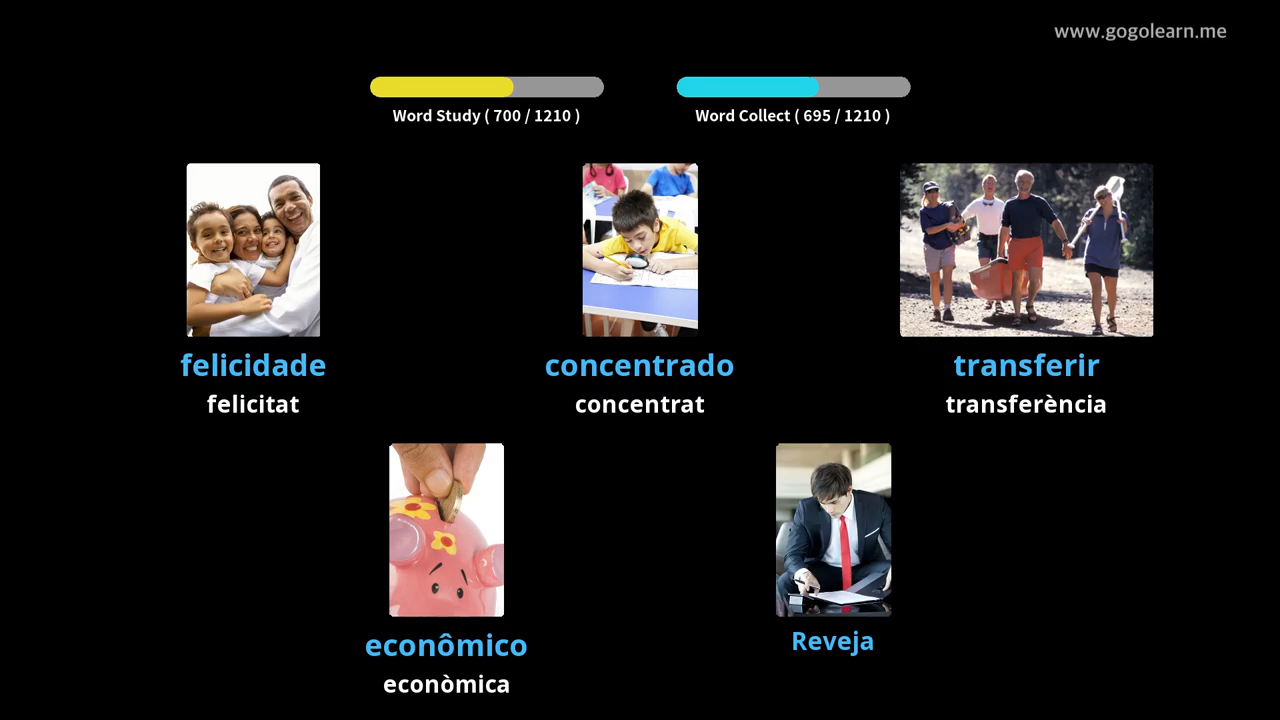 www.gogolearn.me
Word Study ( 700 / 1210 )
Word Collect ( 695 / 1210 )
felicidade
felicitat
concentrado
concentrat
transferir
transferència
econômico
econòmica
Reveja